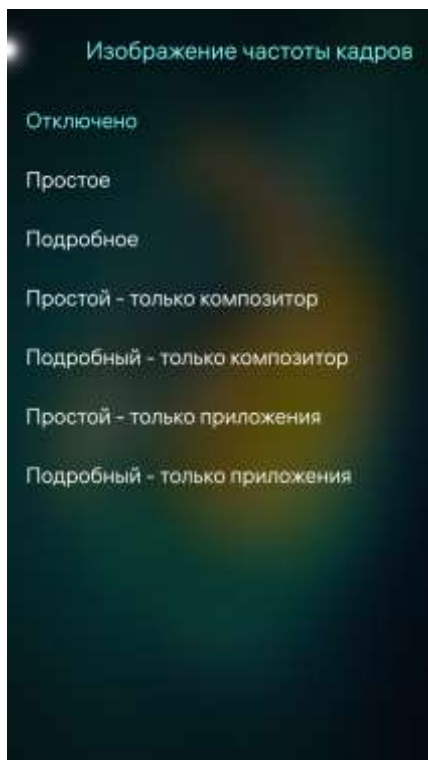 Изображение частоты кадров
Отключено
Простое
Подробное
Простой - только композитор
Подробный - только композитор
Простой - только приложения
Подробный - только приложения